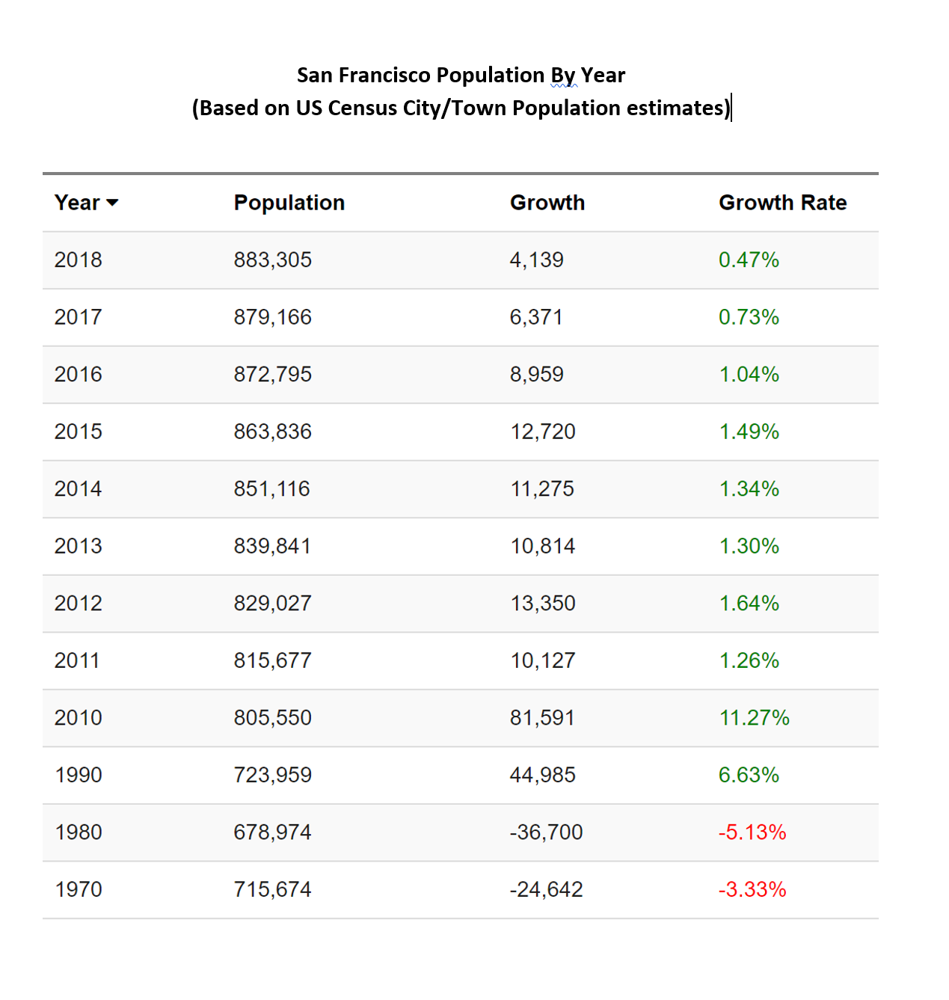 San Francisco Population By Year
(Based on US Census City/Town Population estimates)
Year Population Growth Growth Rate
2018 883,305 4,139 0.47%
2017 879,166 6,371 0.73%
2016 872,795 8,959 1.04%
2015 863,836 12,720 1.49%
2014 851,116 11,275 1.34%
2013 839,841 10,814 1.30%
2012 829,027 13,350 1.64%
2011 815,677 10,127 1.26%
2010 805,550 81,591 11.27%
1990 723,959 44,985 6.63%
1980 678,974 -36,700 -5.13%
1970 715,674 -24,642 -3.33%